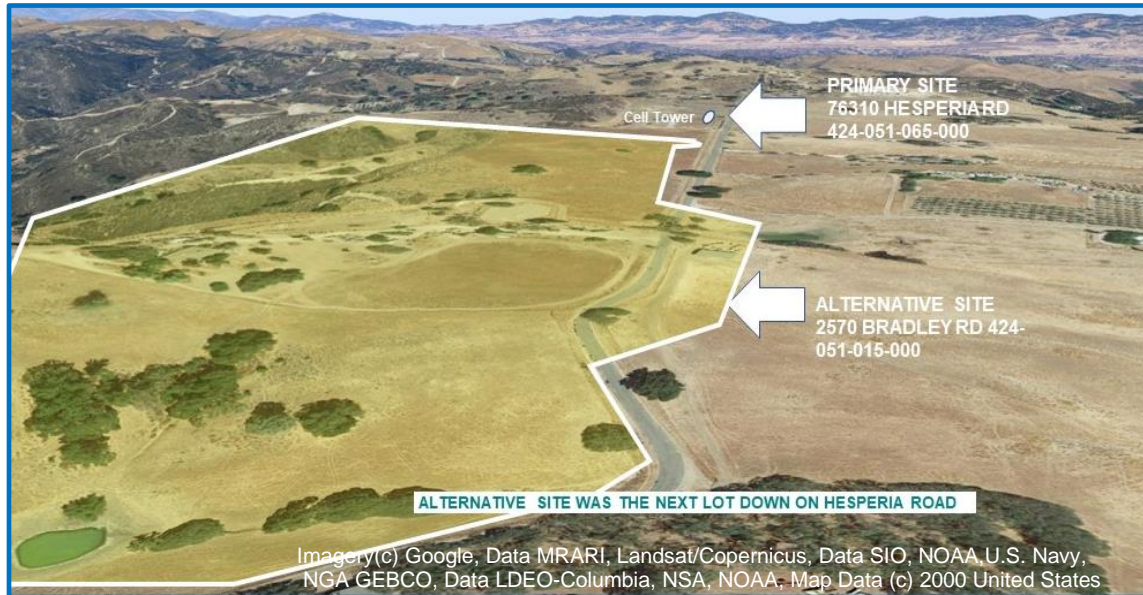 PRIMARY SITE
76310 HESPERIA RD
424-051-065-000
Cell Tower
ALTERNATIVE SITE
2570 BRADLEY RD 424-
051-015-000
ALTERNATIVE SITE WAS THE NEXT LOT DOWN ON HESPERIA ROAD
Imagery(c) Google, Data MRARI, Landsat/Copernicus, Data SIO, NOAA,U.S. Navy,
NGA GEBCO, Data LDEO-Columbia, NSA, NOAA, Map Data (c) 2000 United States